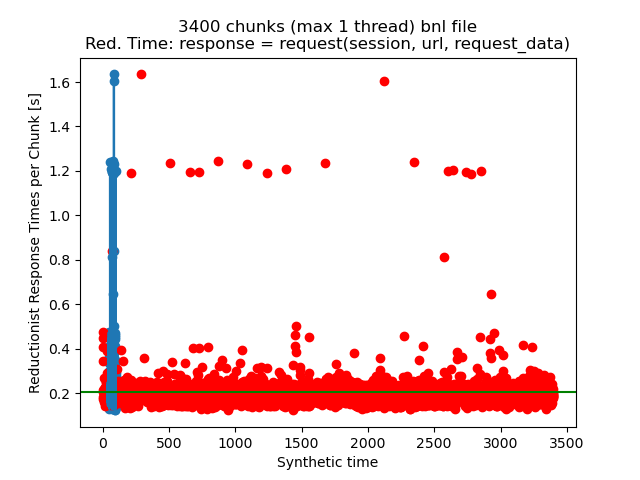 3400 chunks (max 1 thread) bnl file
Red. Time: response = request(session, url, request_data)
Reductionist Response Times per Chunk [s]
1.6
1.4
1.2
1.0
0.8
0.6
0.4
0.2
0 500 1000 1500 2000 2500 3000 3500
Synthetic time